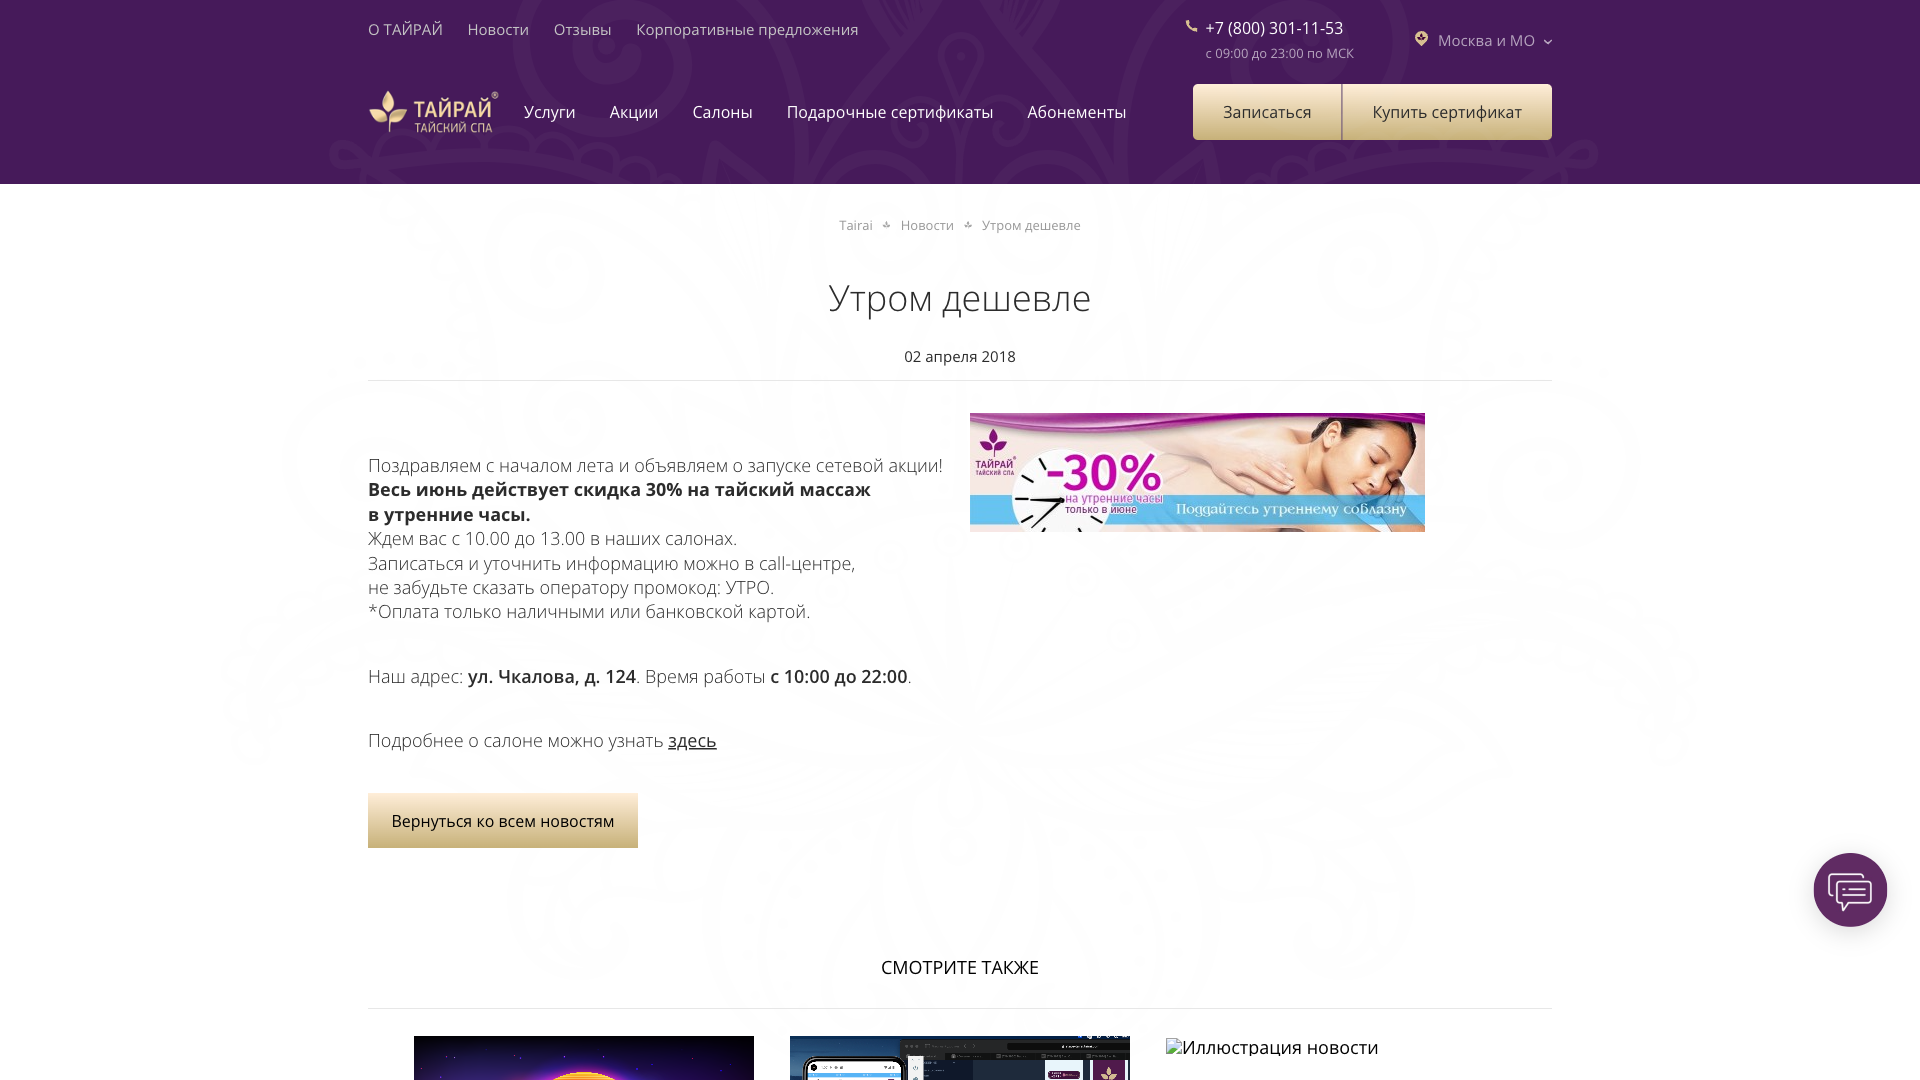 О ТАЙРАЙ Новости Отзывы Корпоративные предложения
+7 (800) 301-11-53
с 09:00 до 23:00 по МСК
Москва и МО
ТАЙРАЙ®
ТАЙСКИЙ СПА
Услуги Акции Салоны Подарочные сертификаты Абонементы
Записаться Купить сертификат
Tairai Новости Утром дешевле
Утром дешевле
02 апреля 2018
Поздравляем с началом лета и объявляем о запуске сетевой акции!
Весь июнь действует скидка 30% на тайский массаж
в утренние часы.
Ждем вас с 10.00 до 13.00 в наших салонах.
Записаться и уточнить информацию можно в call-центре,
не забудьте сказать оператору промокод: УТРО.
*Оплата только наличными или банковской картой.
ТАЙРАЙ®
ТАЙСКИЙ СПА
-30%
на утренние часы
только в июне
Поддайтесь утреннему соблазну
Наш адрес: ул. Чкалова, д. 124. Время работы с 10:00 до 22:00.
Подробнее о салоне можно узнать здесь
Вернуться ко всем новостям
СМОТРИТЕ ТАКЖЕ
Иллюстрация новости